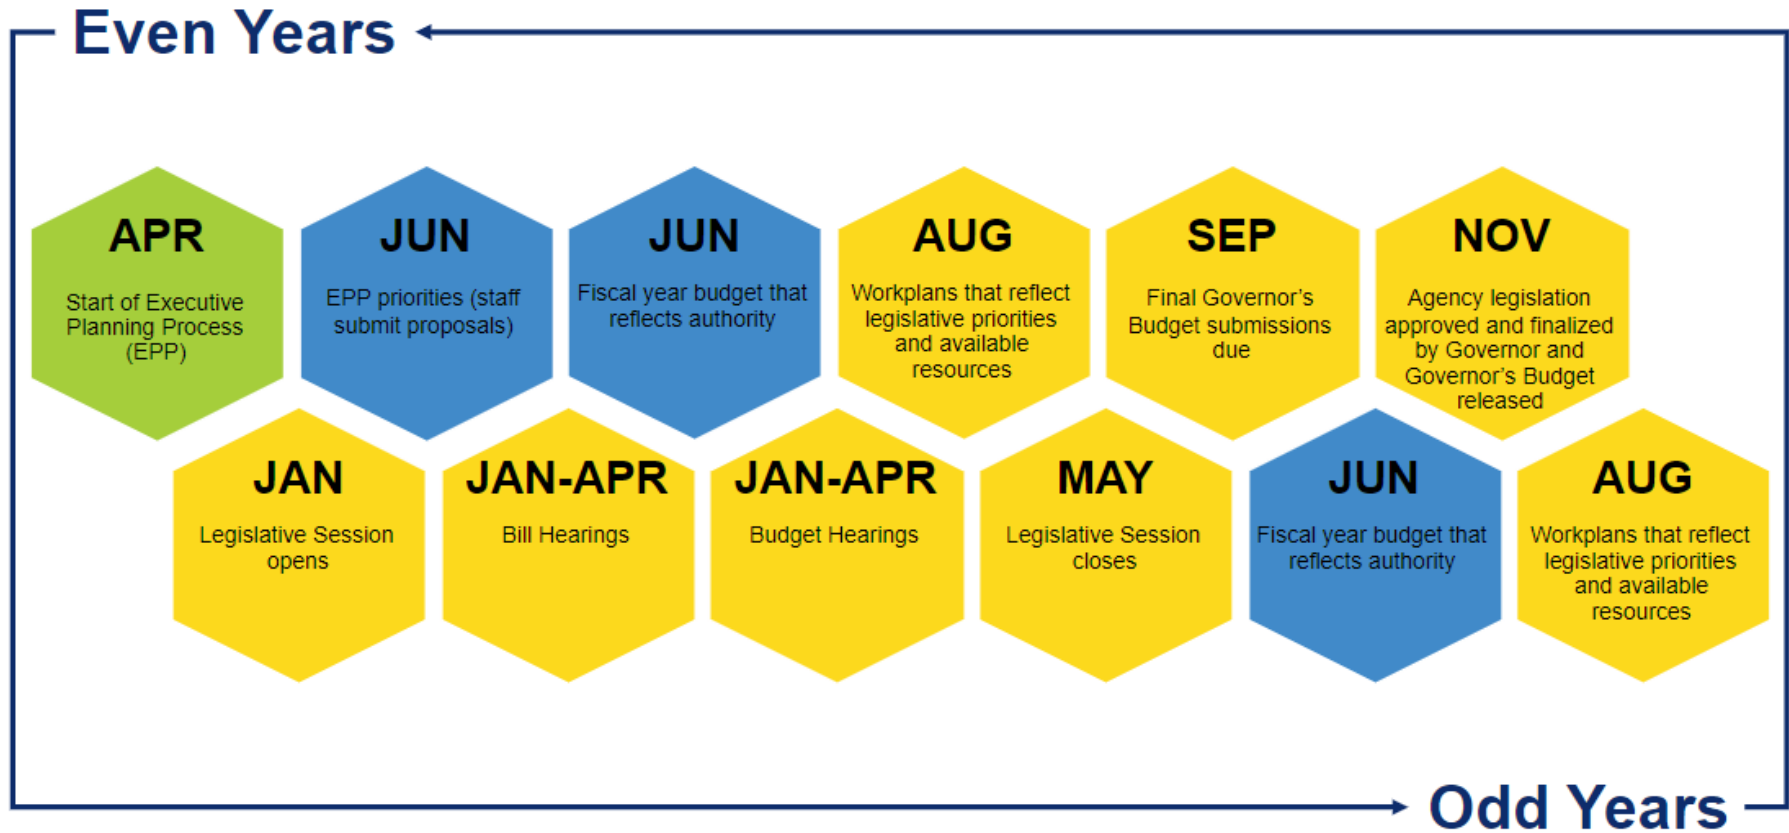 Even Years
APR
Start of Executive
Planning Process
(EPP)
JUN
EPP priorities (staff
submit proposals)
JUN
Fiscal year budget that
reflects authority
AUG
Workplans that reflect
legislative priorities
and available
resources
SEP
Final Governor’s
Budget submissions
due
NOV
Agency legislation
approved and finalized
by Governor and
Governor’s Budget
released
JAN
Legislative Session
opens
JAN-APR
Bill Hearings
JAN-APR
Budget Hearings
MAY
Legislative Session
closes
JUN
Fiscal year budget that
reflects authority
AUG
Workplans that reflect
legislative priorities
and available
resources
Odd Years